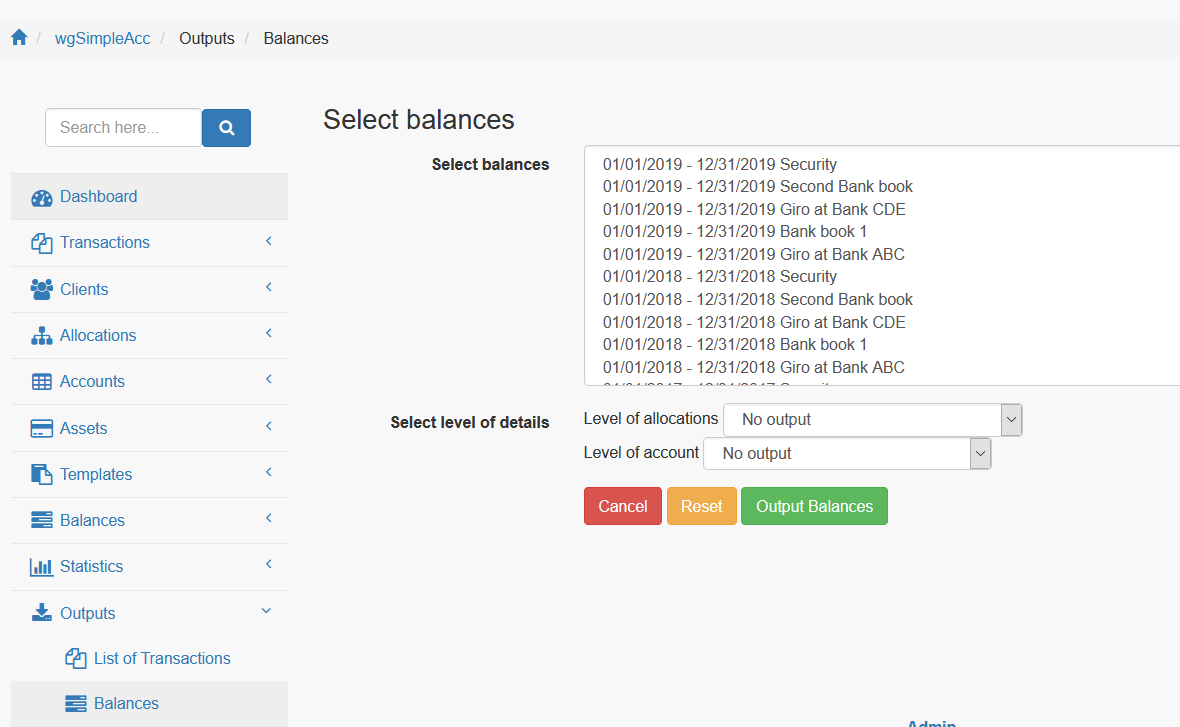 / wgSimpleAcc / Outputs / Balances
Search here...
Dashboard
Transactions
Clients
Allocations
Accounts
Assets
Templates
Balances
Statistics
Outputs
List of Transactions
Balances
Select balances
Select balances
01/01/2019 - 12/31/2019 Security
01/01/2019 - 12/31/2019 Second Bank book
01/01/2019 - 12/31/2019 Giro at Bank CDE
01/01/2019 - 12/31/2019 Bank book 1
01/01/2019 - 12/31/2019 Giro at Bank ABC
01/01/2018 - 12/31/2018 Security
01/01/2018 - 12/31/2018 Second Bank book
01/01/2018 - 12/31/2018 Giro at Bank CDE
01/01/2018 - 12/31/2018 Bank book 1
01/01/2018 - 12/31/2018 Giro at Bank ABC
Select level of details
Level of allocations No output
Level of account No output
Cancel Reset Output Balances
Admin